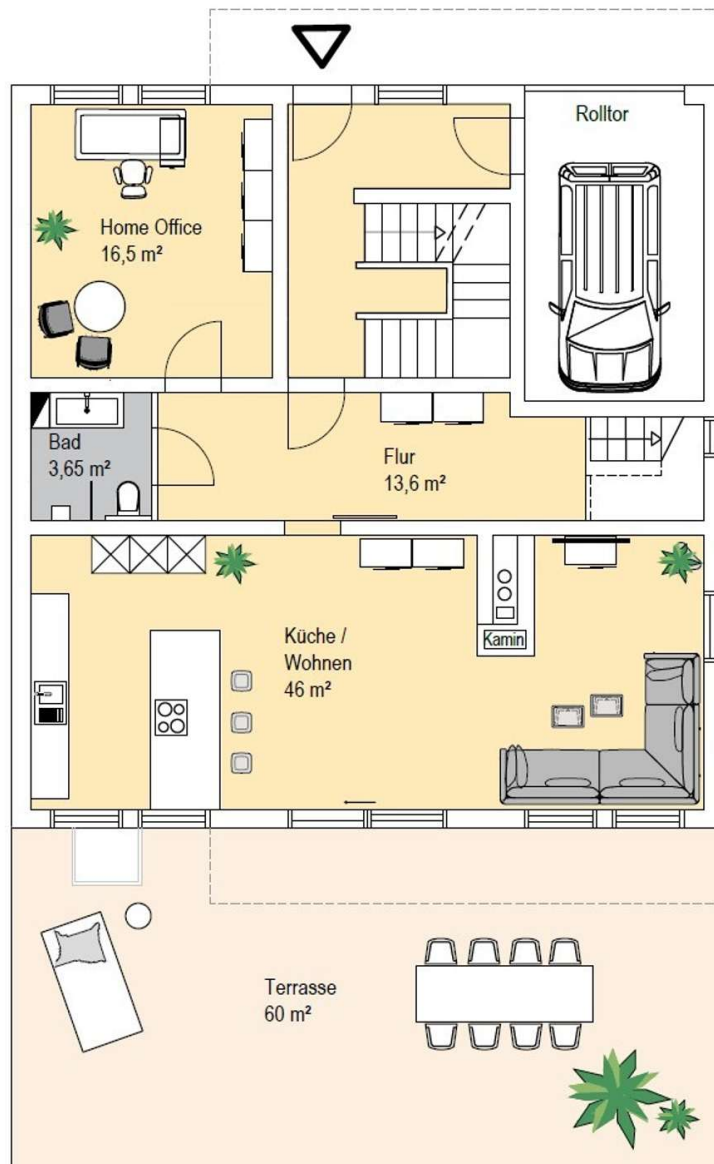 Rolltor
Home Office
16,5 m²
Bad
3,65 m²
Flur
13,6 m²
Küche /
Wohnen
46 m²
Kamin
Terrasse
60 m²